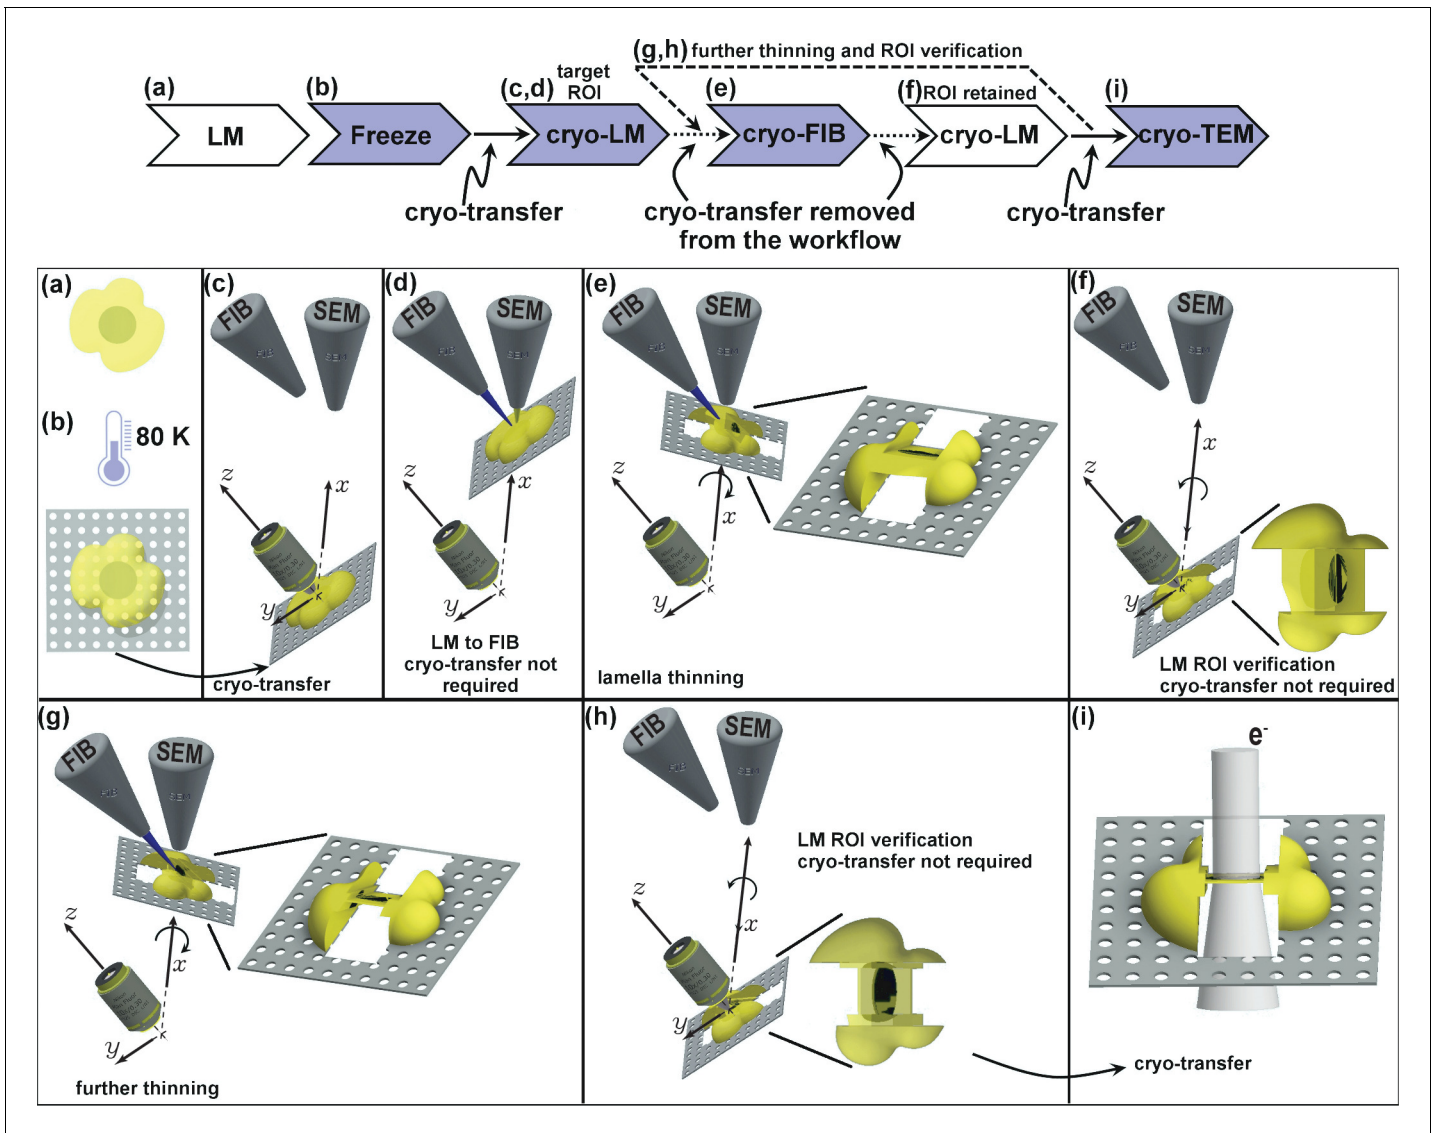 (g,h) further thinning and ROI verification
(a)
(b)
(c,d) target
ROI
(e)
(f) ROI retained
(i)
LM
Freeze
cryo-LM
cryo-FIB
cryo-LM
cryo-TEM
cryo-transfer
cryo-transfer removed
from the workflow
cryo-transfer
(a)
(b)
80 K
(c)
FIB
SEM
z
x
y
cryo-transfer
(d)
FIB
SEM
z
x
y
LM to FIB
cryo-transfer not
required
(e)
FIB
SEM
z
x
y
lamella thinning
(f)
FIB
SEM
x
z
y
LM ROI verification
cryo-transfer not required
(g)
FIB
SEM
z
x
y
further thinning
(h)
FIB
SEM
z
x
y
LM ROI verification
cryo-transfer not required
(i)
e-
cryo-transfer